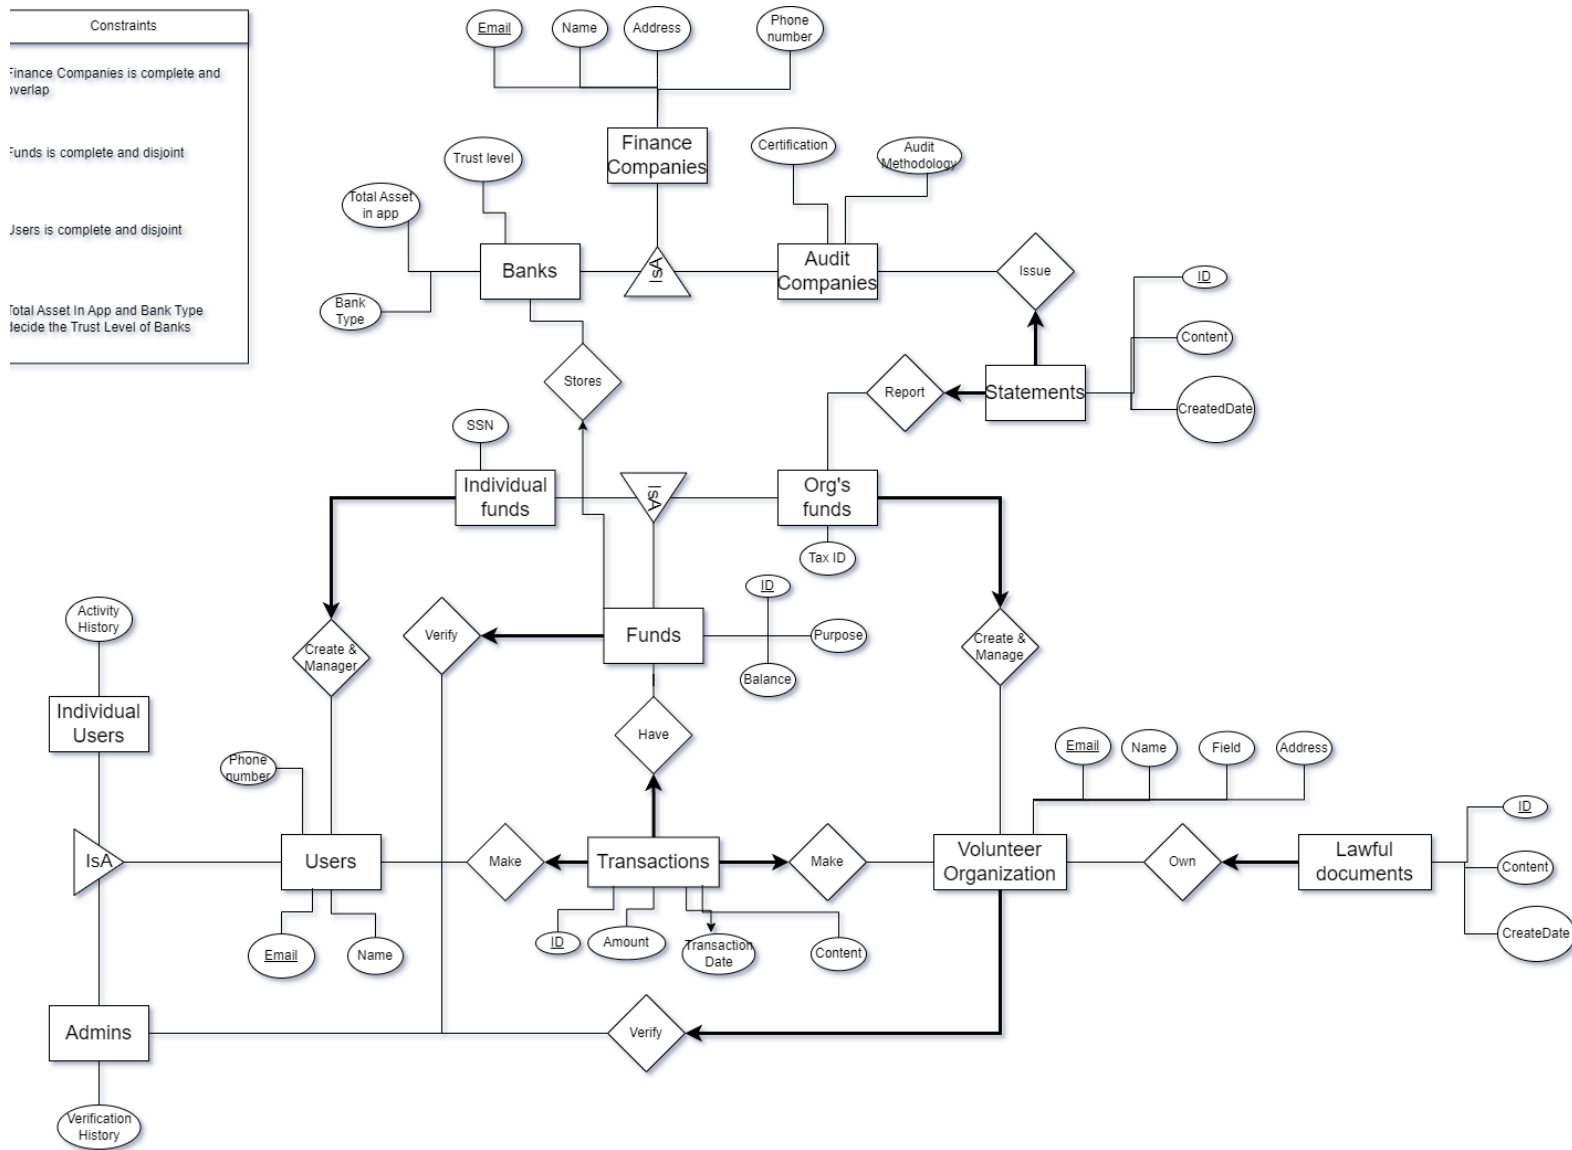 Constraints
Finance Companies is complete and
overlap
Funds is complete and disjoint
Users is complete and disjoint
Total Asset In App and Bank Type
decide the Trust Level of Banks
Email
Name
Address
Phone
number
Finance
Companies
Trust level
Certification
Audit
Methodology
Total Asset
in app
Banks
IsA
Audit
Companies
Issue
ID
Bank
Type
Content
Stores
Report
Statements
CreatedDate
SSN
Individual
funds
IsA
Org's
funds
Tax ID
ID
Activity
History
Verify
Funds
Purpose
Create &
Manager
Create &
Manage
Balance
Individual
Users
Have
Email
Name
Field
Address
Phone
number
ID
IsA
Users
Make
Transactions
Make
Volunteer
Organization
Own
Lawful
documents
Content
CreateDate
Email
Name
ID
Amount
Transaction
Date
Content
Admins
Verify
Verification
History